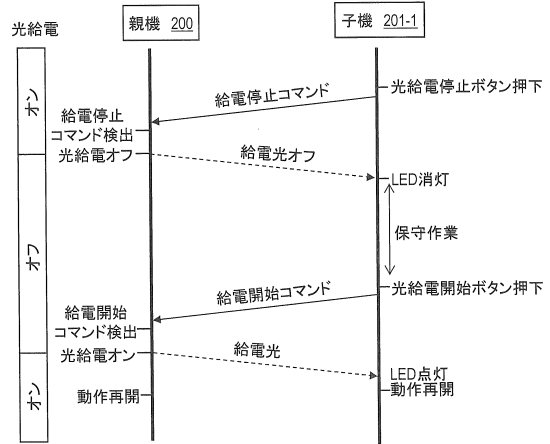 光給電
親機 200
子機 201-1
オン
光給電停止ボタン押下
給電停止コマンド
給電停止
コマンド検出
光給電オフ
給電光オフ
LED消灯
オフ
保守作業
光給電開始ボタン押下
給電開始コマンド
給電開始
コマンド検出
光給電オン
給電光
LED点灯
オン
動作再開
動作再開